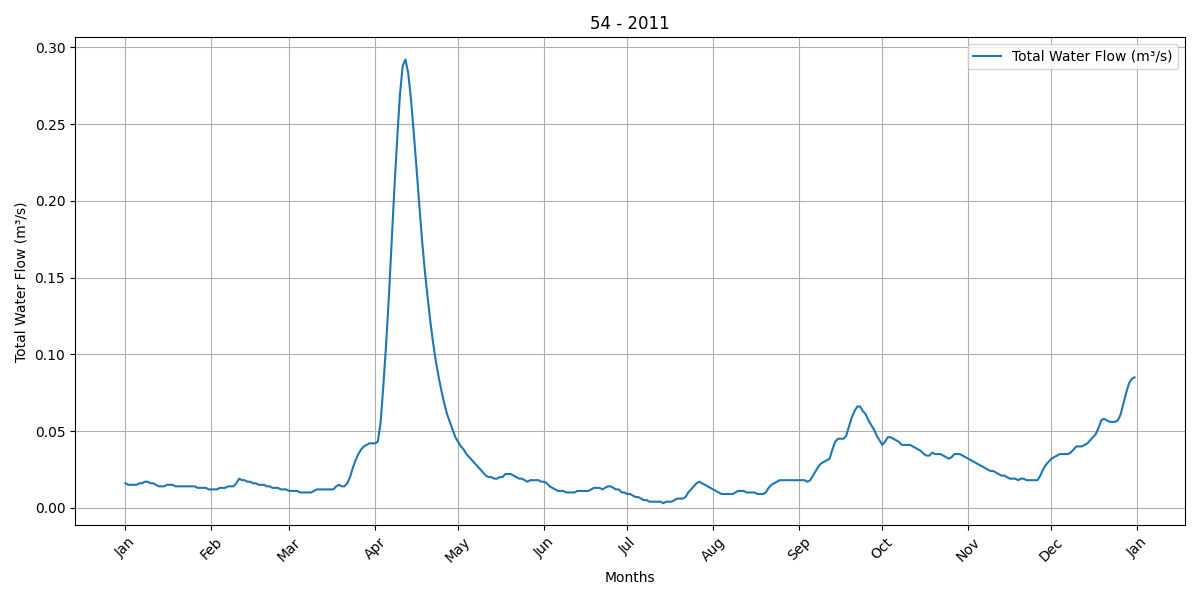 54 - 2011
Total Water Flow (m³/s)
0.30
0.25
0.20
0.15
0.10
0.05
0.00
Total Water Flow (m³/s)
Jan Feb Mar Apr May Jun Jul Aug Sep Oct Nov Dec Jan
Months